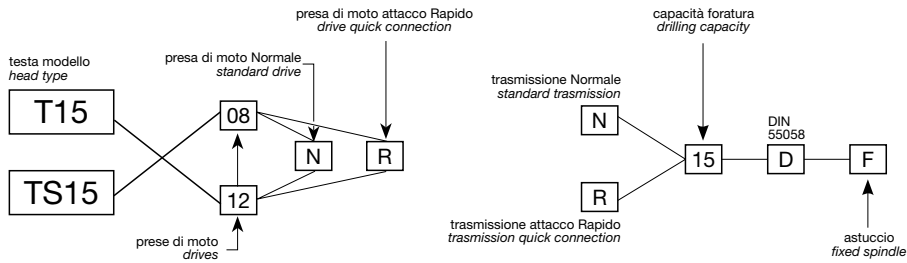 presa di moto attacco Rapido
drive quick connection
presa di moto Normale
standard drive
testa modello
head type
T15
TS15
08
12
N
R
prese di moto
drives
capacità foratura
drilling capacity
trasmissione Normale
standard trasmission
N
R
15
DIN
55058
D
F
trasmissione attacco Rapido
trasmission quick connection
astuccio
fixed spindle